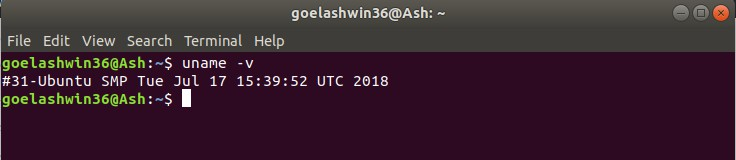 goelashwin36@Ash: ~
File Edit View Search Terminal Help
goelashwin36@Ash:~$ uname -v
#31-Ubuntu SMP Tue Jul 17 15:39:52 UTC 2018
goelashwin36@Ash:~$